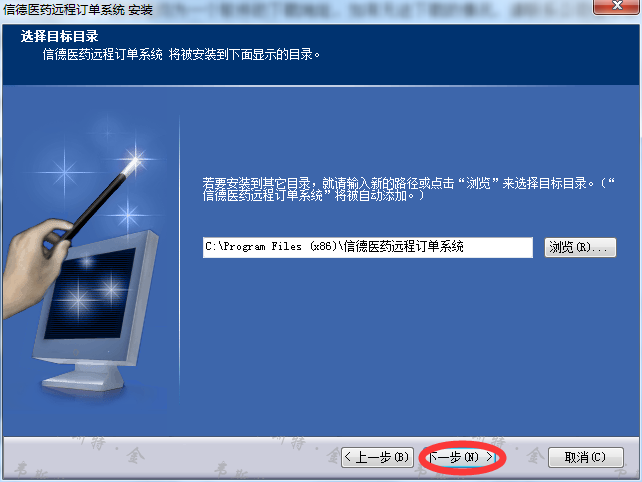 信德医药远程订单系统 安装
选择目标目录
信德医药远程订单系统 将被安装到下面显示的目录。
若要安装到其它目录，就请输入新的路径或点击“浏览”来选择目标目录。(“
信德医药远程订单系统”将被自动添加。)
C:\Program Files (x86)\信德医药远程订单系统
浏览(R)...
< 上一步(B)
下一步(N) >
取消(C)